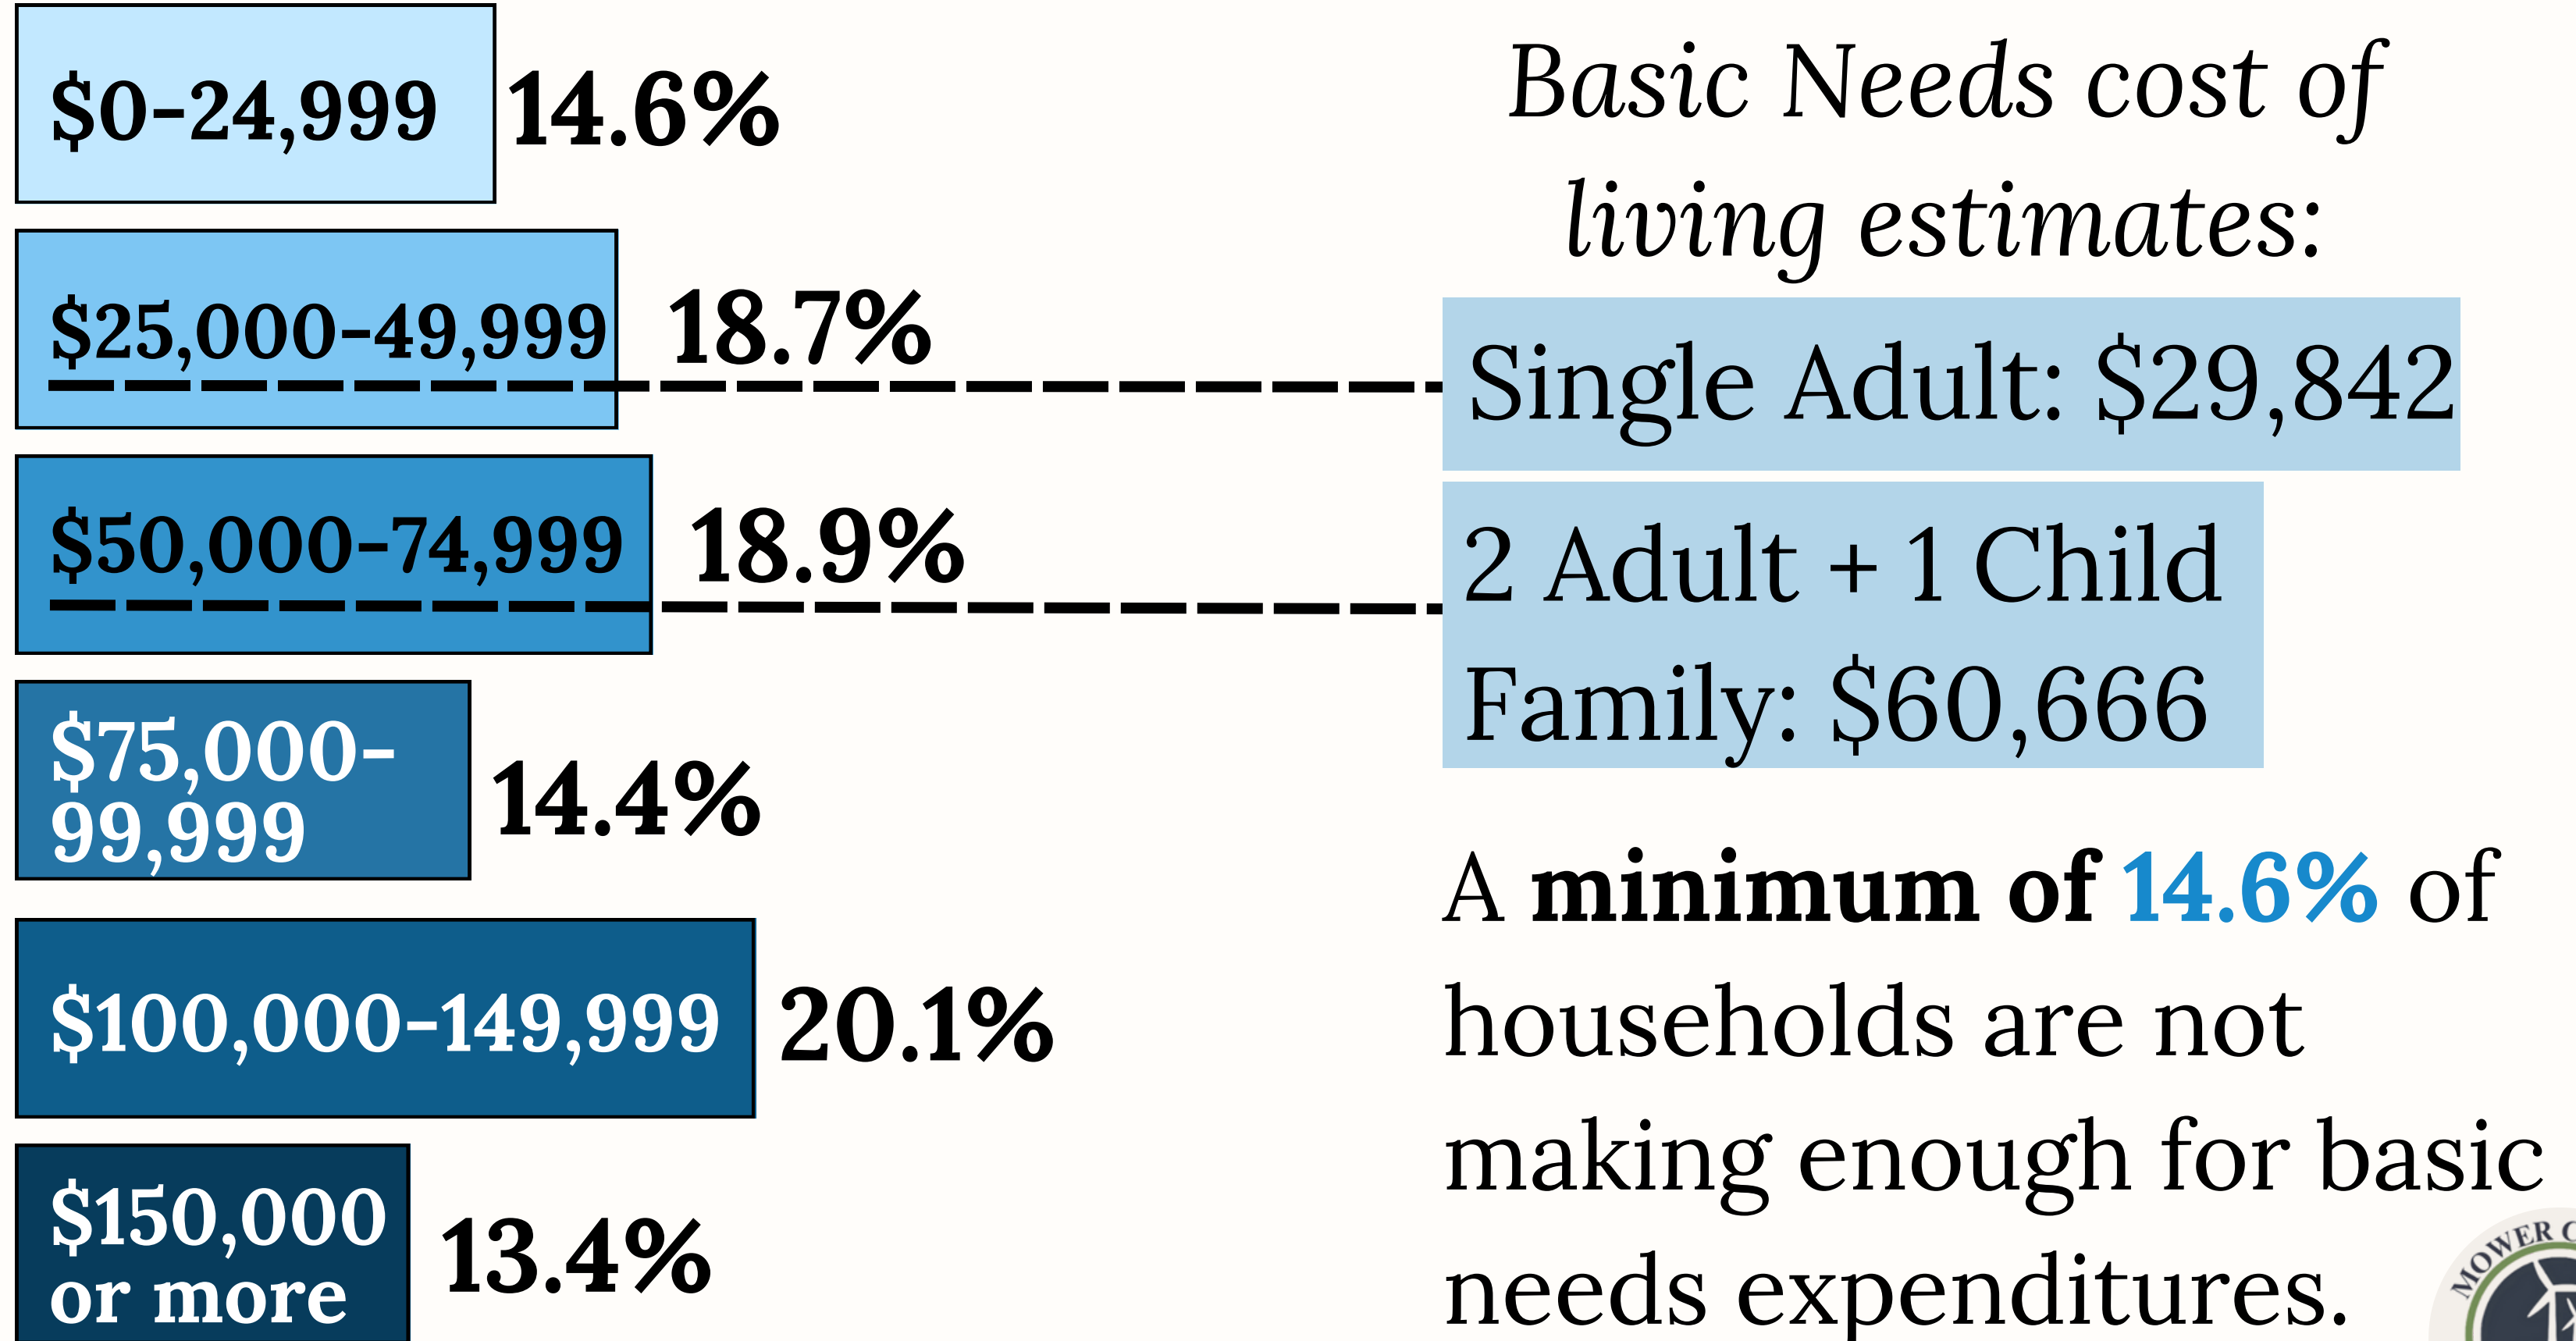 $0-24,999
14.6%
$25,000-49,999
18.7%
$50,000-74,999
18.9%
$75,000-
99,999
14.4%
$100,000-149,999
20.1%
$150,000
or more
13.4%
Basic Needs cost of
living estimates:
Single Adult: $29,842
2 Adult + 1 Child
Family: $60,666
A minimum of 14.6% of
households are not
making enough for basic
needs expenditures.
MOWER